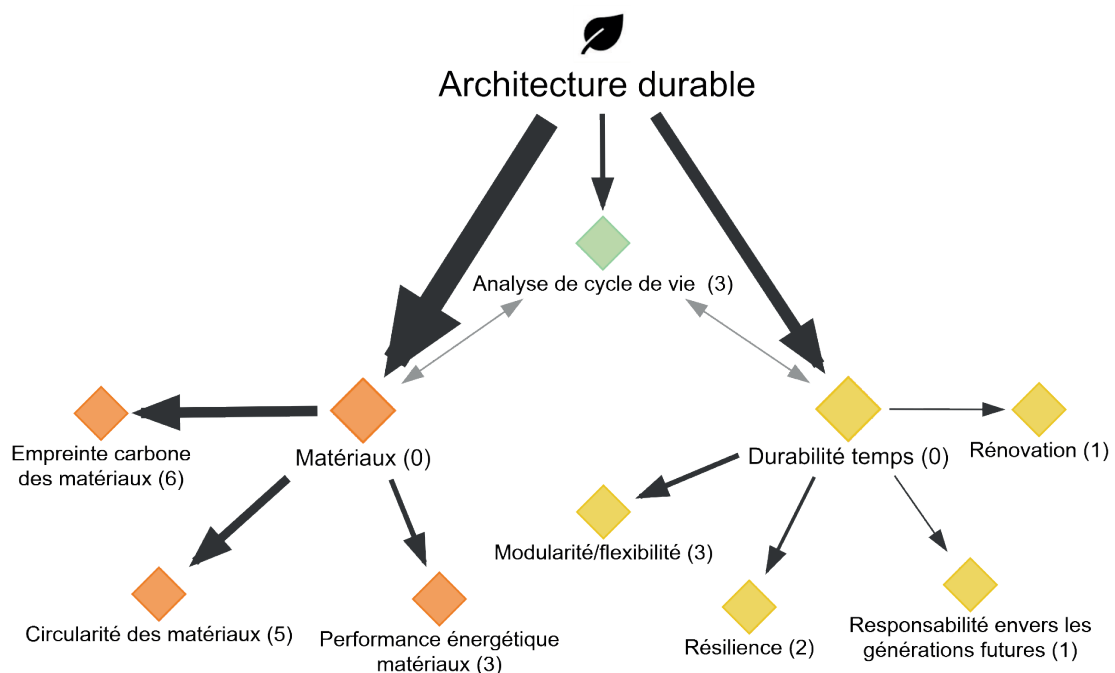 Architecture durable
Analyse de cycle de vie  (3)
Empreinte carbone
des matériaux (6)
Matériaux (0)
Durabilité temps (0)
Rénovation (1)
Modularité/flexibilité (3)
Circularité des matériaux (5)
Performance énergétique
matériaux (3)
Résilience (2)
Responsabilité envers les
générations futures (1)